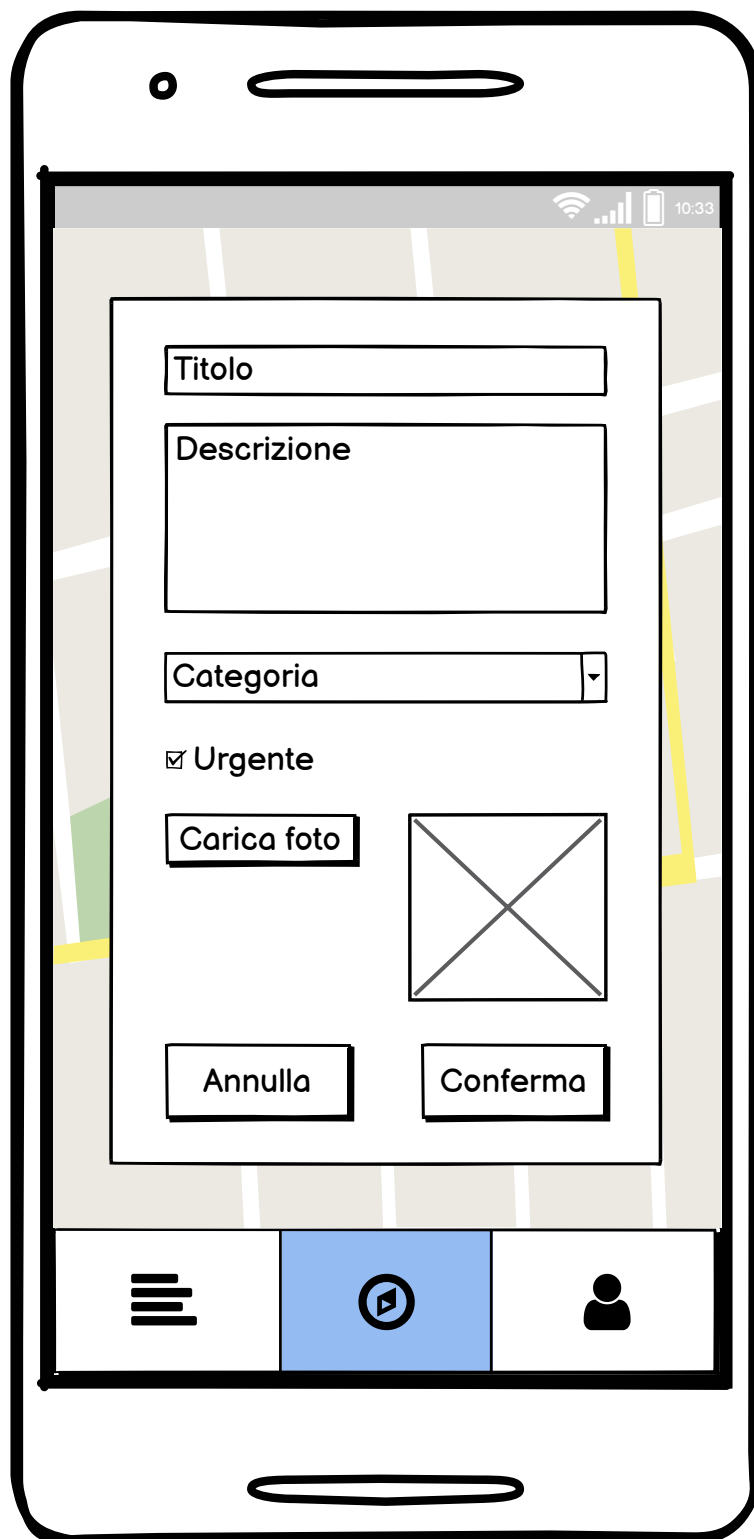 10:33
Titolo
Descrizione
Categoria
Urgente
Carica foto
Annulla
Conferma